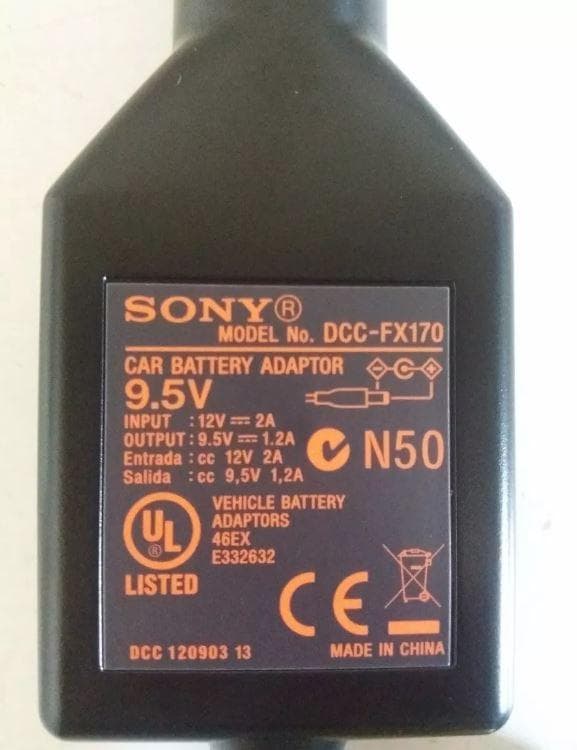 SONY®
MODEL No. DCC-FX170
CAR BATTERY ADAPTOR
9.5V
INPUT : 12V ⎓ 2A
OUTPUT : 9.5V ⎓ 1.2A
Entrada : cc 12V 2A
Salida : cc 9,5V 1,2A
N50
UL ®
LISTED
VEHICLE BATTERY
ADAPTORS
46EX
E332632
CE
DCC 120903 13
MADE IN CHINA